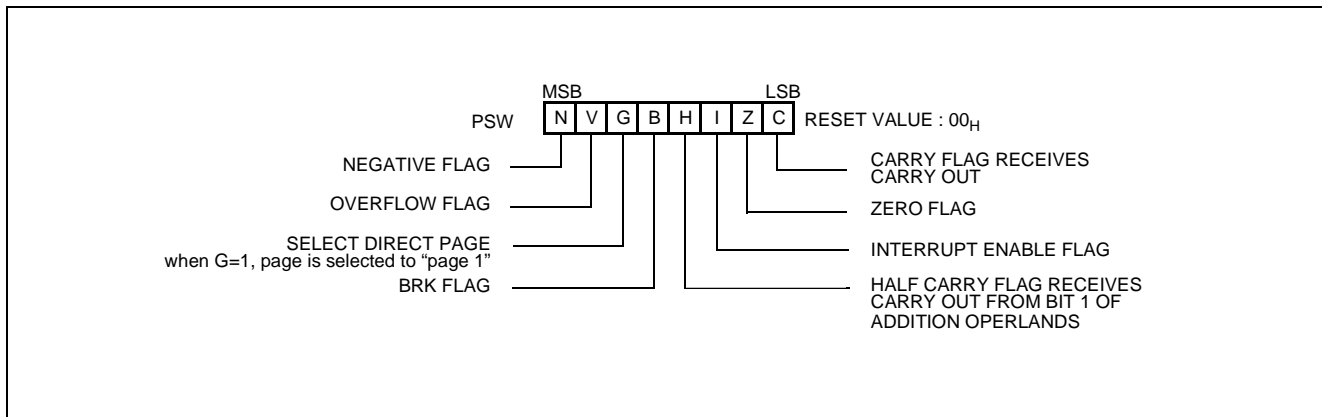 MSB LSB
PSW N V G B H I Z C RESET VALUE : 00H
NEGATIVE FLAG
OVERFLOW FLAG
SELECT DIRECT PAGE
when G=1, page is selected to “page 1”
BRK FLAG
CARRY FLAG RECEIVES
CARRY OUT
ZERO FLAG
INTERRUPT ENABLE FLAG
HALF CARRY FLAG RECEIVES
CARRY OUT FROM BIT 1 OF
ADDITION OPERLANDS